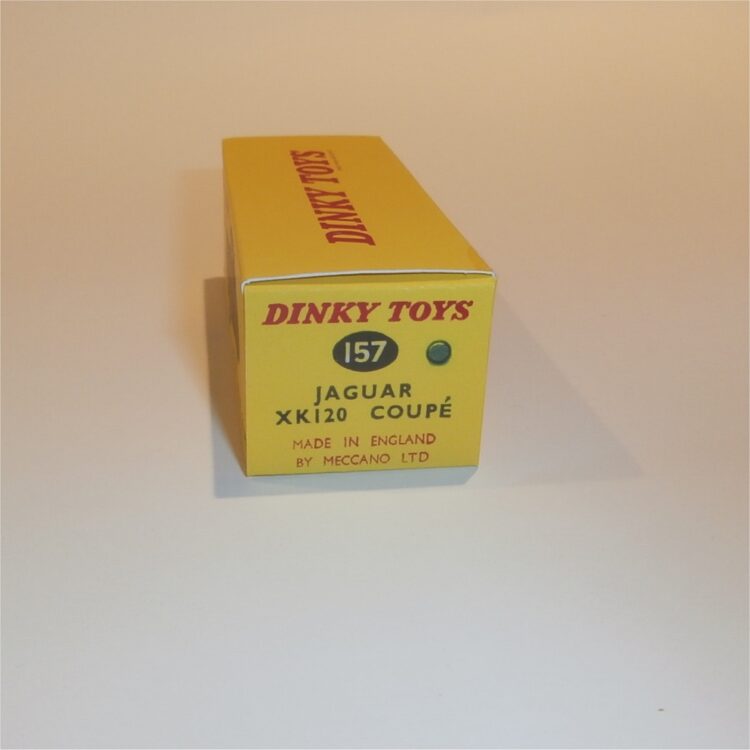 DINKY TOYS
DINKY TOYS
157
JAGUAR
XK120 COUPÉ
MADE IN ENGLAND
BY MECCANO LTD